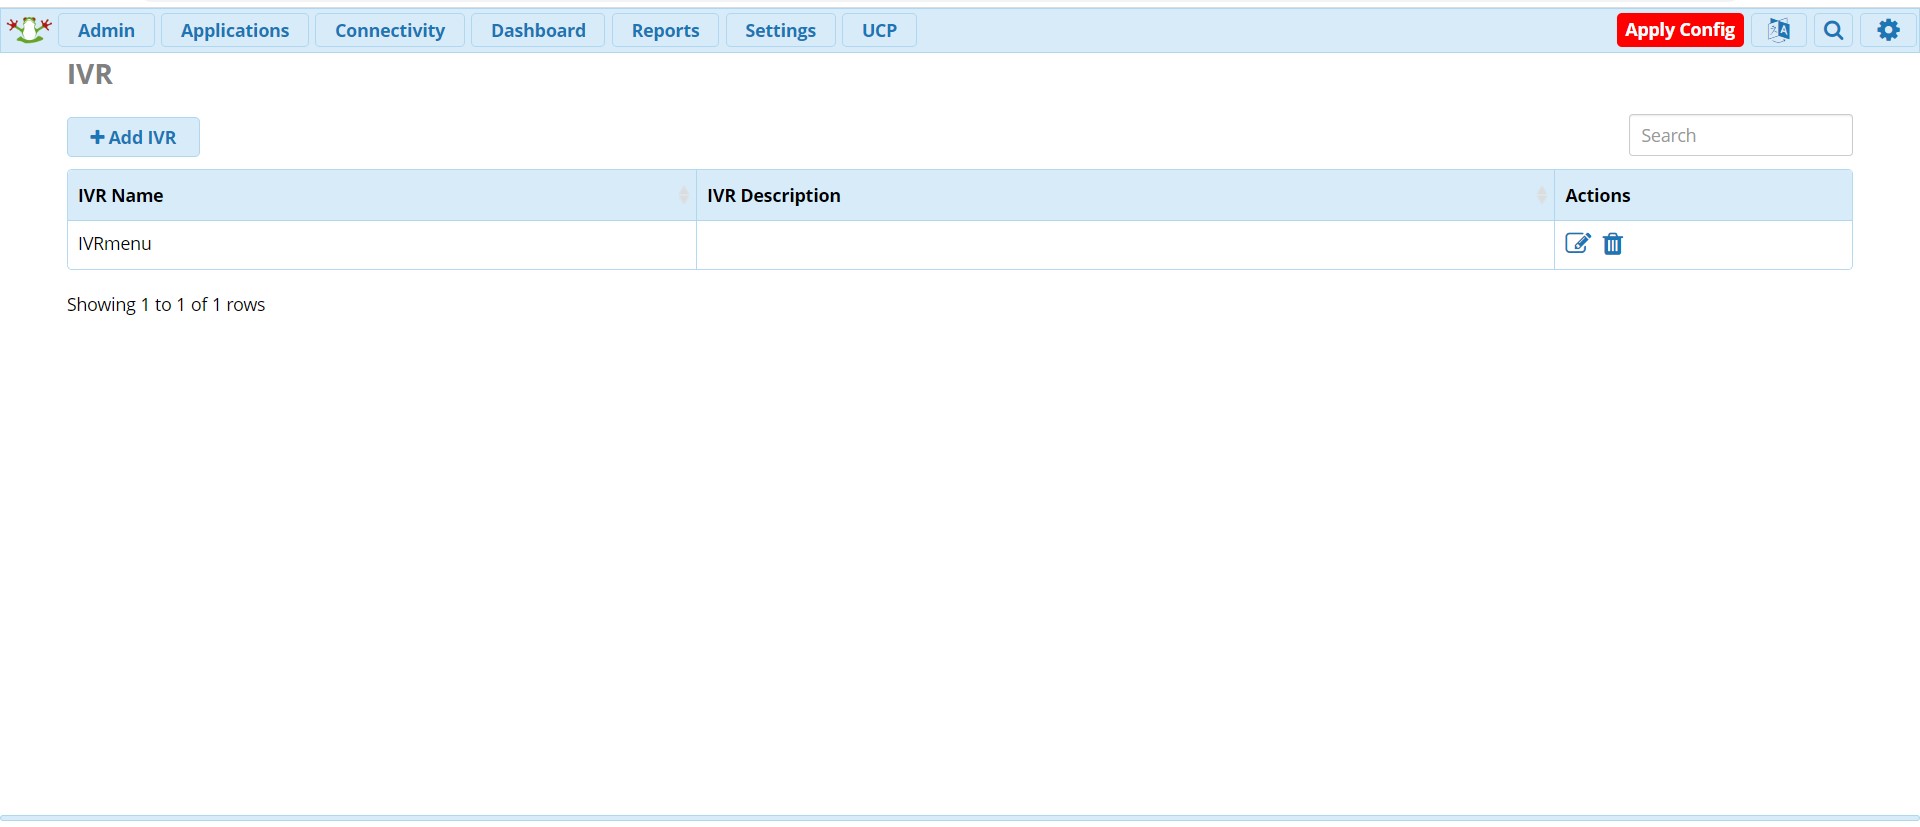 Admin Applications Connectivity Dashboard Reports Settings UCP Apply Config
IVR
Add IVR Search
IVR Name IVR Description Actions
IVRmenu
Showing 1 to 1 of 1 rows